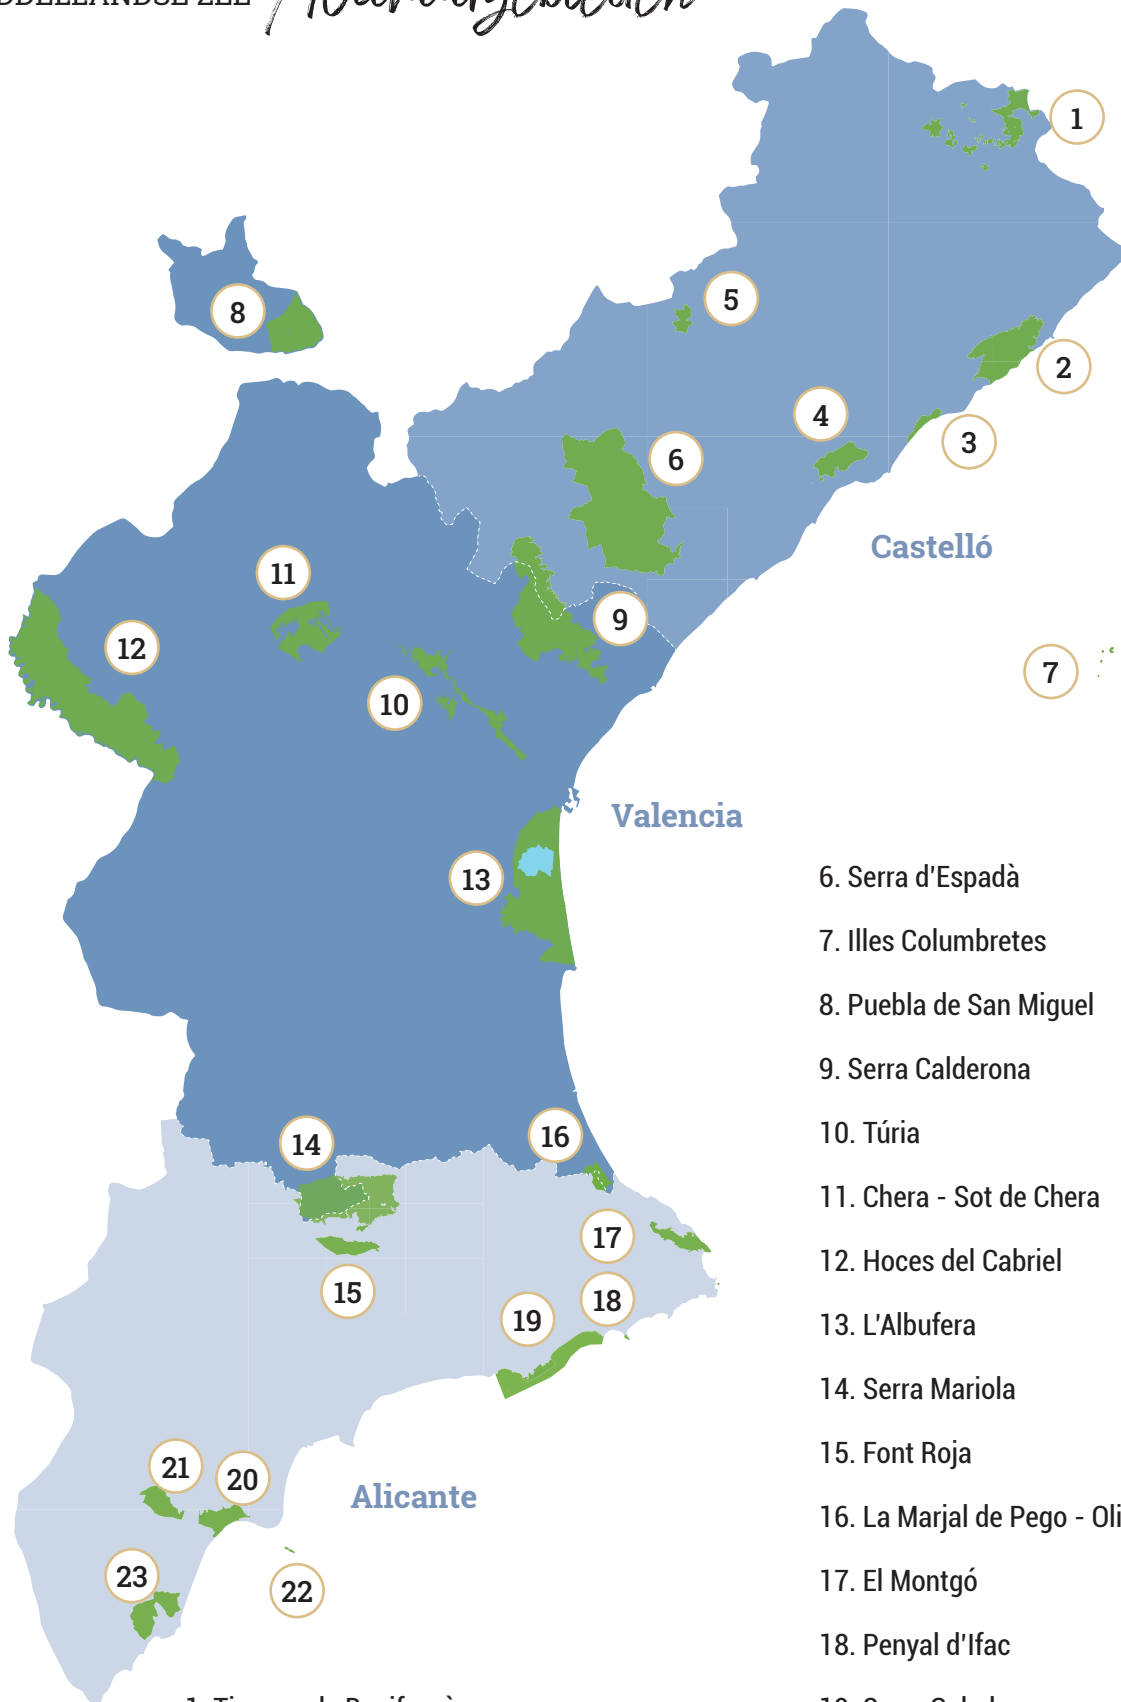 1
8
5
2
4
3
6
Castelló
11
9
12
7
10
Valencia
13
6. Serra d'Espadà
7. Illes Columbretes
8. Puebla de San Miguel
9. Serra Calderona
10. Túria
16
14
11. Chera - Sot de Chera
17
12. Hoces del Cabriel
15
18
19
13. L'Albufera
14. Serra Mariola
21
20
15. Font Roja
Alicante
16. La Marjal de Pego - Oli
23
22
17. El Montgó
18. Penyal d'Ifac